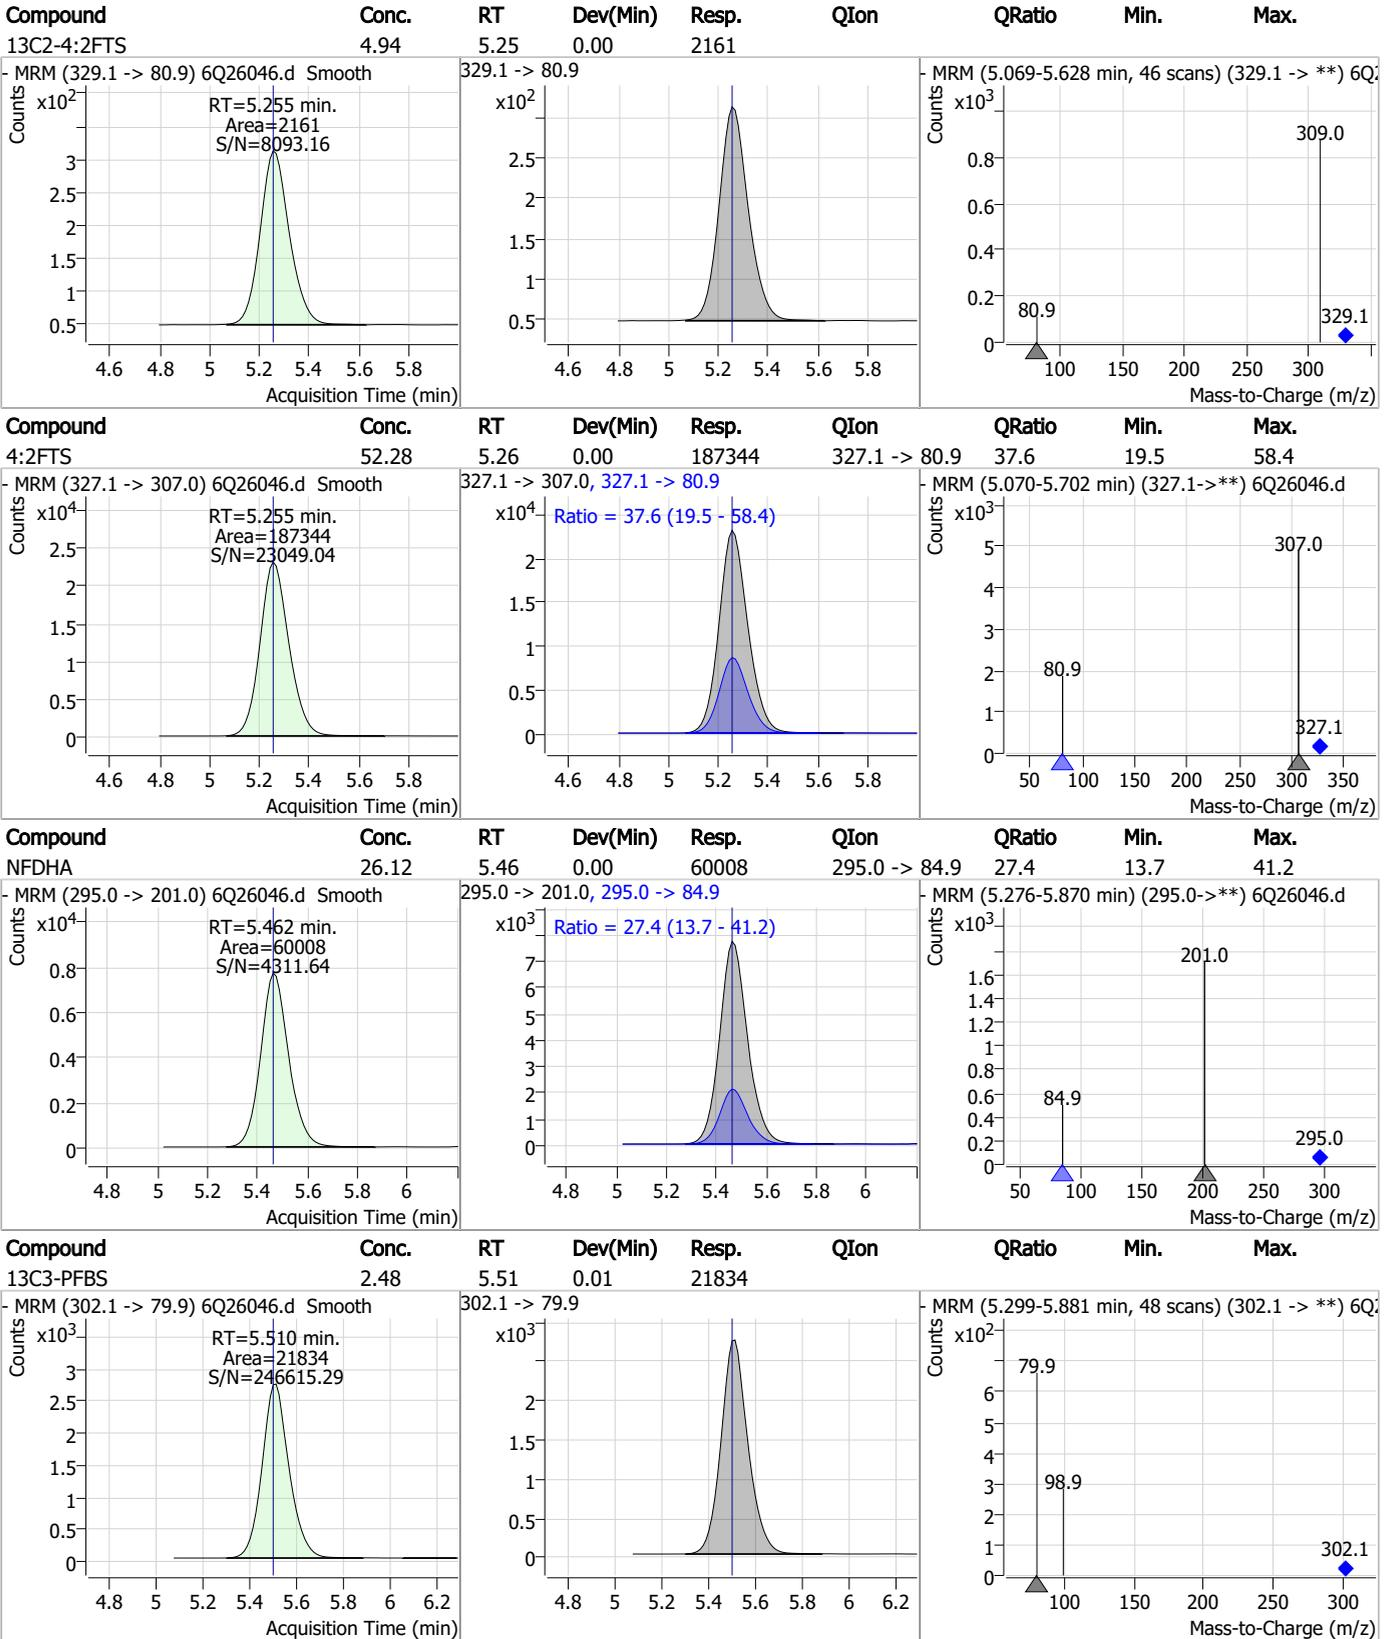 Compound Conc. RT Dev(Min) Resp. QIon QRatio Min. Max.
13C2-4:2FTS 4.94 5.25 0.00 2161
- MRM (329.1 -> 80.9) 6Q26046.d Smooth
Counts
x10²
RT=5.255 min.
Area=2161
S/N=8093.16
3
2.5
2
1.5
1
0.5
4.6 4.8 5 5.2 5.4 5.6 5.8
Acquisition Time (min)
329.1 -> 80.9
x10²
2.5
2
1.5
1
0.5
4.6 4.8 5 5.2 5.4 5.6 5.8
- MRM (5.069-5.628 min, 46 scans) (329.1 -> **) 6Q2
Counts
x10³
309.0
0.8
0.6
0.4
0.2
0
80.9
329.1
100 150 200 250 300
Mass-to-Charge (m/z)
Compound Conc. RT Dev(Min) Resp. QIon QRatio Min. Max.
4:2FTS 52.28 5.26 0.00 187344 327.1 -> 80.9 37.6 19.5 58.4
- MRM (327.1 -> 307.0) 6Q26046.d Smooth
Counts
x10⁴
RT=5.255 min.
Area=187344
S/N=23049.04
2.5
2
1.5
1
0.5
0
4.6 4.8 5 5.2 5.4 5.6 5.8
Acquisition Time (min)
327.1 -> 307.0, 327.1 -> 80.9
x10⁴
Ratio = 37.6 (19.5 - 58.4)
2
1.5
1
0.5
0
4.6 4.8 5 5.2 5.4 5.6 5.8
- MRM (5.070-5.702 min) (327.1->**) 6Q26046.d
Counts
x10³
307.0
5
4
3
2
1
0
80.9
327.1
50 100 150 200 250 300 350
Mass-to-Charge (m/z)
Compound Conc. RT Dev(Min) Resp. QIon QRatio Min. Max.
NFDHA 26.12 5.46 0.00 60008 295.0 -> 84.9 27.4 13.7 41.2
- MRM (295.0 -> 201.0) 6Q26046.d Smooth
Counts
x10⁴
RT=5.462 min.
Area=60008
S/N=4311.64
0.8
0.6
0.4
0.2
0
4.8 5 5.2 5.4 5.6 5.8 6
Acquisition Time (min)
295.0 -> 201.0, 295.0 -> 84.9
x10³
Ratio = 27.4 (13.7 - 41.2)
7
6
5
4
3
2
1
0
4.8 5 5.2 5.4 5.6 5.8 6
- MRM (5.276-5.870 min) (295.0->**) 6Q26046.d
Counts
x10³
201.0
1.6
1.4
1.2
1
0.8
0.6
0.4
0.2
0
84.9
295.0
50 100 150 200 250 300
Mass-to-Charge (m/z)
Compound Conc. RT Dev(Min) Resp. QIon QRatio Min. Max.
13C3-PFBS 2.48 5.51 0.01 21834
- MRM (302.1 -> 79.9) 6Q26046.d Smooth
Counts
x10³
RT=5.510 min.
Area=21834
S/N=246615.29
3
2.5
2
1.5
1
0.5
0
4.8 5 5.2 5.4 5.6 5.8 6 6.2
Acquisition Time (min)
302.1 -> 79.9
x10³
2
1.5
1
0.5
0
4.8 5 5.2 5.4 5.6 5.8 6 6.2
- MRM (5.299-5.881 min, 48 scans) (302.1 -> **) 6Q2
Counts
x10²
79.9
6
5
4
3
2
1
0
98.9
302.1
100 150 200 250 300
Mass-to-Charge (m/z)